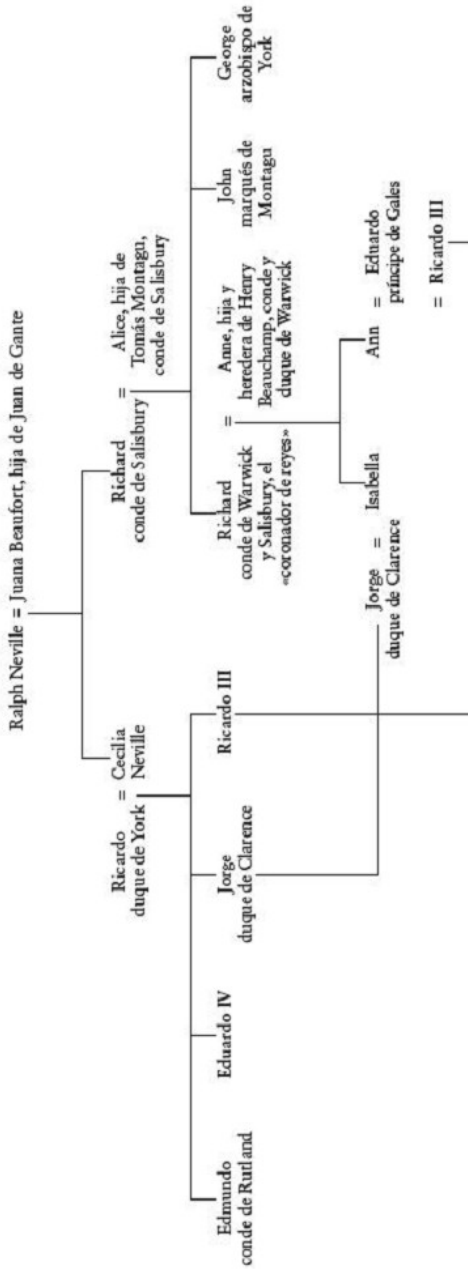 Ralph Neville = Juana Beaufort, hija de Juan de Gante
Ricardo
duque de York
=
Cecilia
Neville
Richard
conde de Salisbury
=
Alice, hija de
Tomás Montagu,
conde de Salisbury
Edmundo
conde de Rutland
Eduardo IV
Jorge
duque de Clarence
Ricardo III
Richard
conde de Warwick
y Salisbury, el
«coronador de reyes»
=
Anne, hija y
heredera de Henry
Beauchamp, conde y
duque de Warwick
John
marqués de
Montagu
George
arzobispo de
York
Jorge
duque de Clarence
=
Isabella
Ann
= Eduardo
príncipe de Gales
= Ricardo III